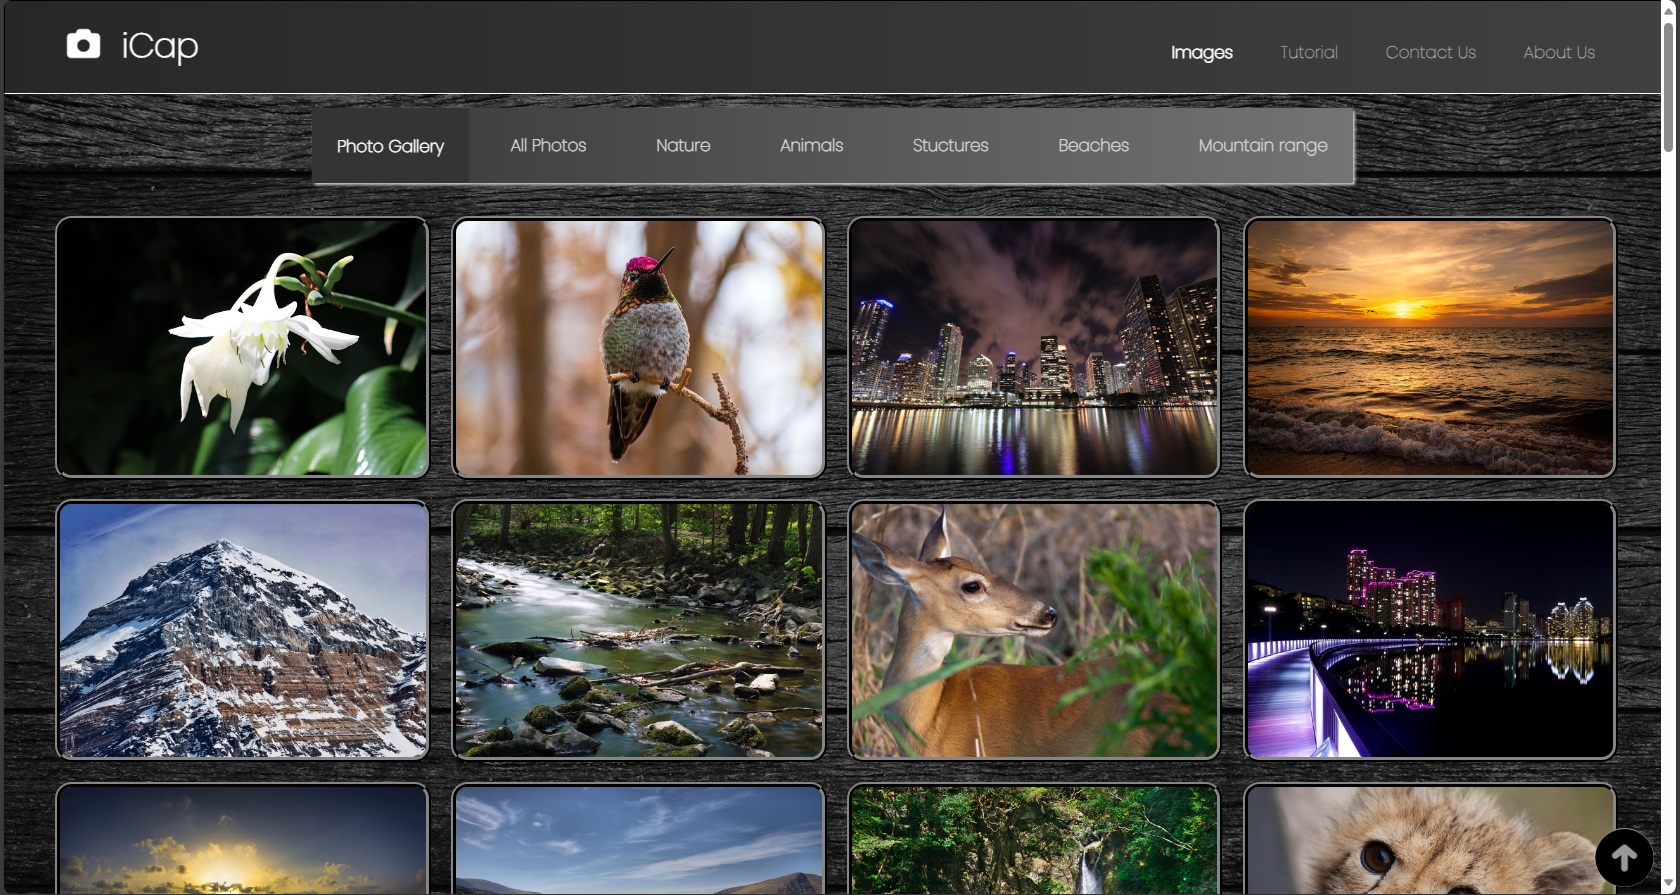 iCap
Images Tutorial Contact Us About Us
Photo Gallery All Photos Nature Animals Stuctures Beaches Mountain range